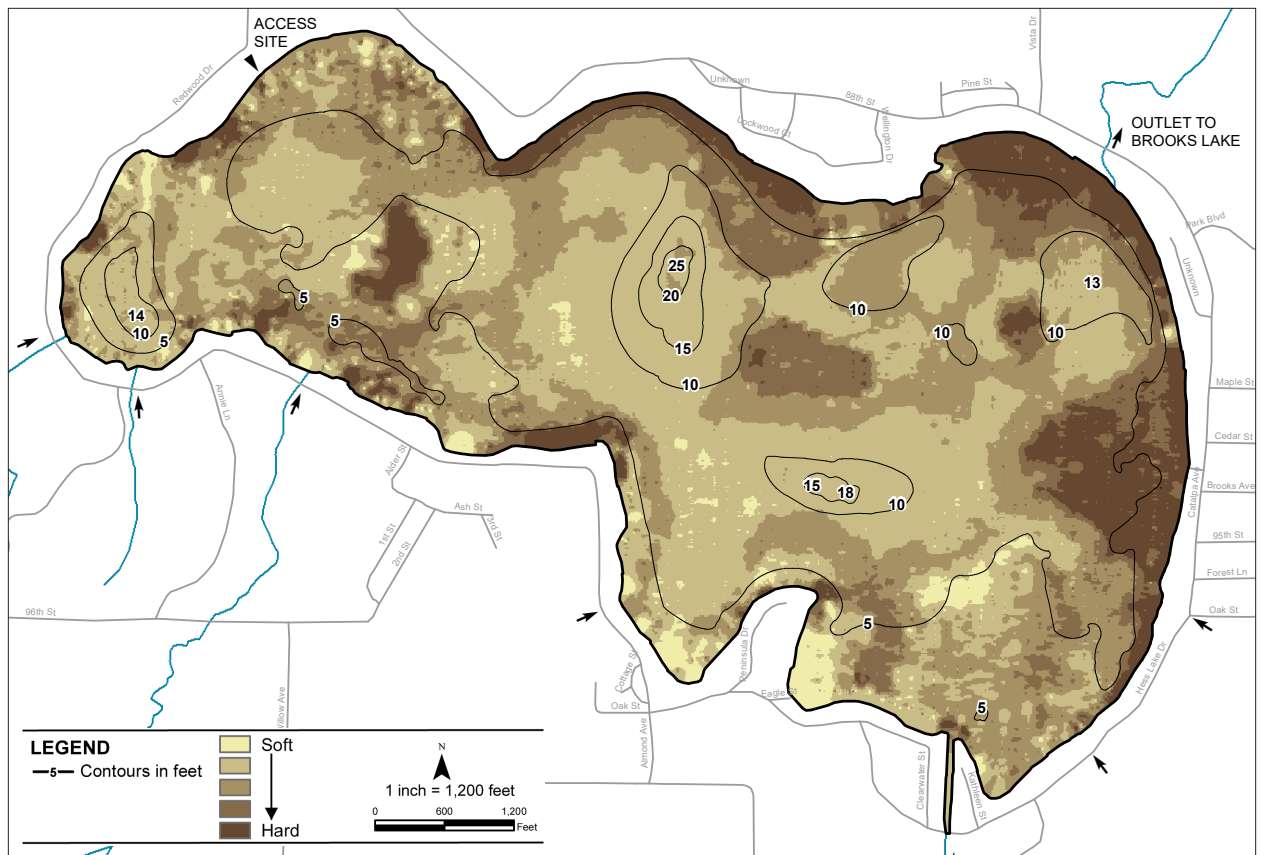 ACCESS
SITE
Redwood Dr
Unknown
Lockwood Ct
88th St
Wellington Dr
Pine St
Vista Dr
OUTLET TO
BROOKS LAKE
Park Blvd
Unknown
25
20
15
10
10
10
13
10
5
5
14
10
5
15
18
10
5
5
Maple St
Cedar St
Brooks Ave
Catalpa Ave
95th St
Forest Ln
Oak St
Hess Lake Dr
Annie Ln
Alder St
Ash St
3rd St
1st St
2nd St
96th St
Willow Ave
Cottage St
Oak St
Almond Ave
Peninsula Dr
Eagle St
Clearwater St
Kathleen St
LEGEND
5 Contours in feet
Soft
Hard
N
1 inch = 1,200 feet
0 600 1,200
Feet